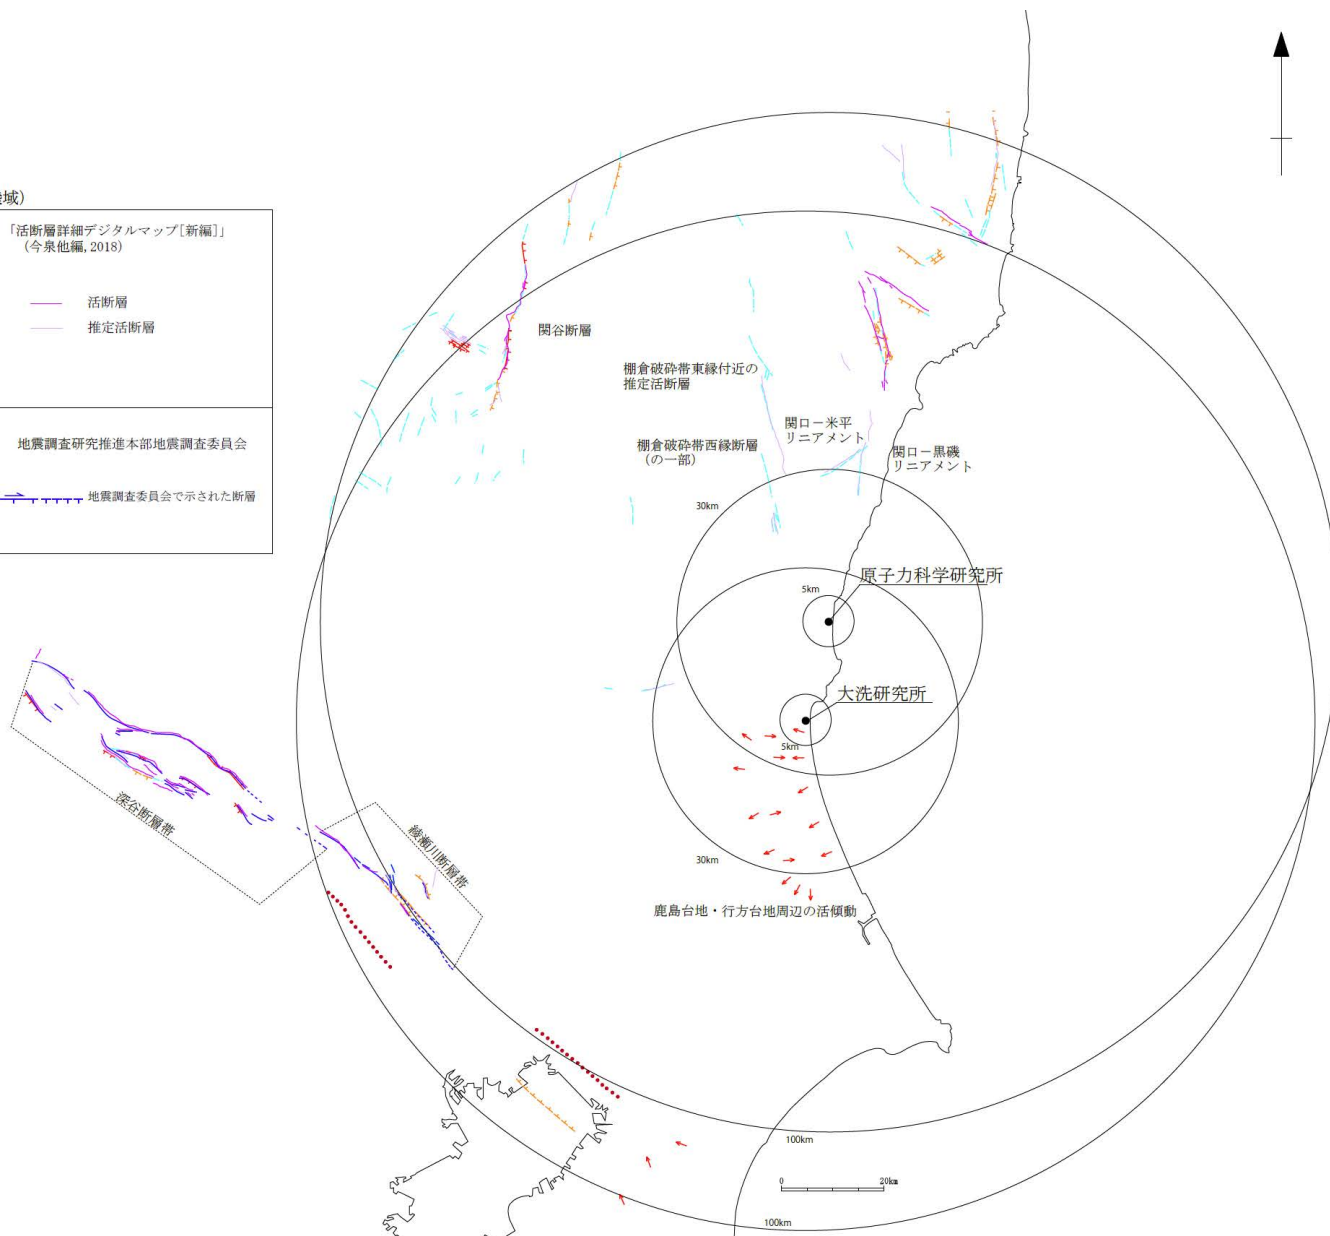 域)
「活断層詳細デジタルマップ[新編]」
(今泉他編,2018)
活断層
推定活断層
地震調査研究推進本部地震調査委員会
地震調査委員会で示された断層
関谷断層
棚倉破砕帯東縁付近の
推定活断層
関口－米平
リニアメント
棚倉破砕帯西縁断層
(の一部)
関口－黒磯
リニアメント
30km
原子力科学研究所
5km
大洗研究所
5km
深谷断層帯
綾瀬川断層帯
30km
鹿島台地・行方台地周辺の活傾動
100km
0 20km
100km